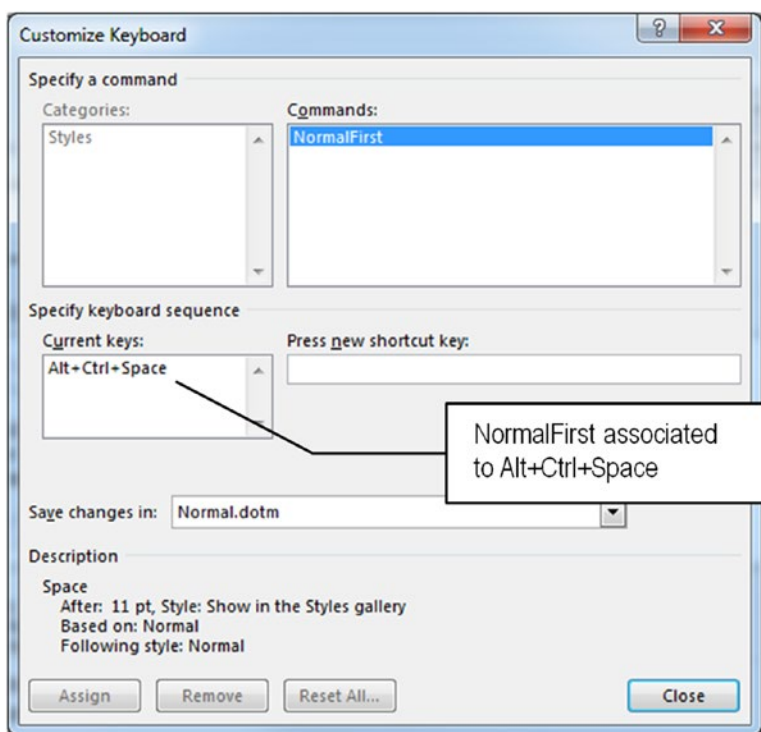 Customize Keyboard
Specify a command
Categories:
Commands:
Styles
NormalFirst
Specify keyboard sequence
Current keys:
Press new shortcut key:
Alt+Ctrl+Space
NormalFirst associated
to Alt+Ctrl+Space
Save changes in:
Normal.dotm
Description
Space
After: 11 pt, Style: Show in the Styles gallery
Based on: Normal
Following style: Normal
Assign
Remove
Reset All...
Close